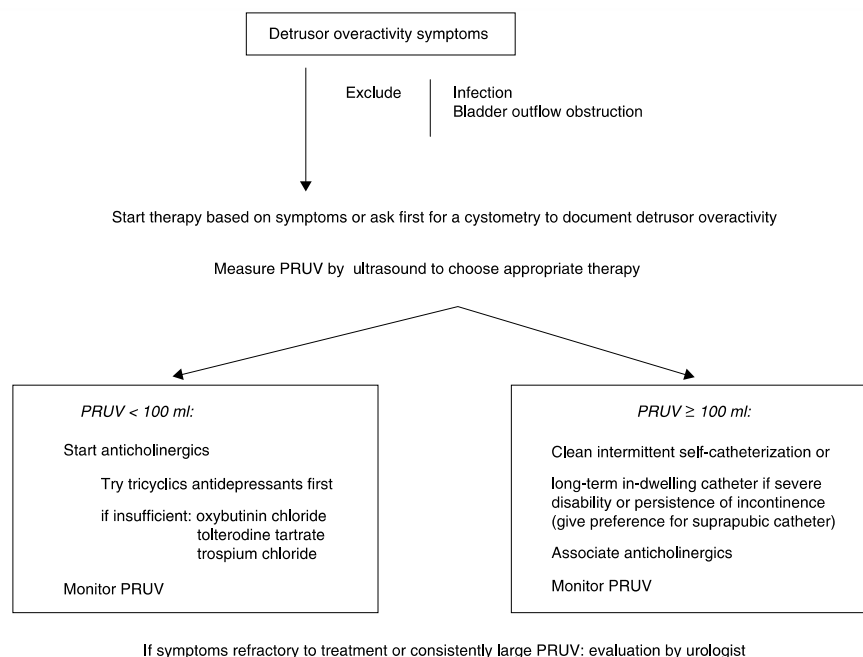 Detrusor overactivity symptoms
Exclude
Infection
Bladder outflow obstruction
Start therapy based on symptoms or ask first for a cystometry to document detrusor overactivity
Measure PRUV by ultrasound to choose appropriate therapy
PRUV < 100 ml:
Start anticholinergics
Try tricyclics antidepressants first
if insufficient: oxybutinin chloride
tolterodine tartrate
trospium chloride
Monitor PRUV
PRUV ≥ 100 ml:
Clean intermittent self-catheterization or
long-term in-dwelling catheter if severe
disability or persistence of incontinence
(give preference for suprapubic catheter)
Associate anticholinergics
Monitor PRUV
If symptoms refractory to treatment or consistently large PRUV: evaluation by urologist